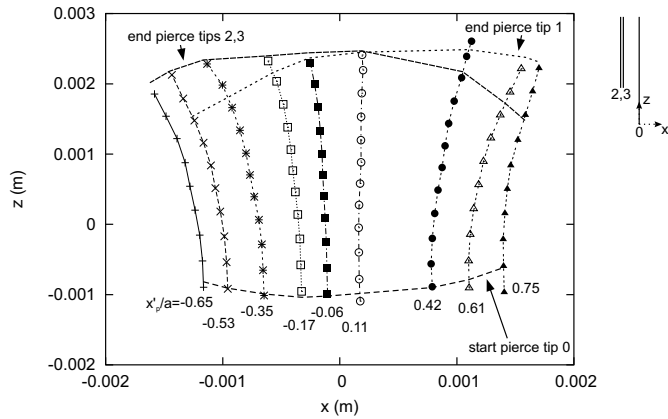 0.003
0.002
0.001
0
-0.001
-0.002
z (m)
-0.002
-0.001
0
0.001
0.002
x (m)
end pierce tips 2,3
end pierce tip 1
x'p/a=-0.65
-0.53
-0.35
-0.17
-0.06
0.11
0.42
0.61
0.75
start pierce tip 0
2,3
z
0
x